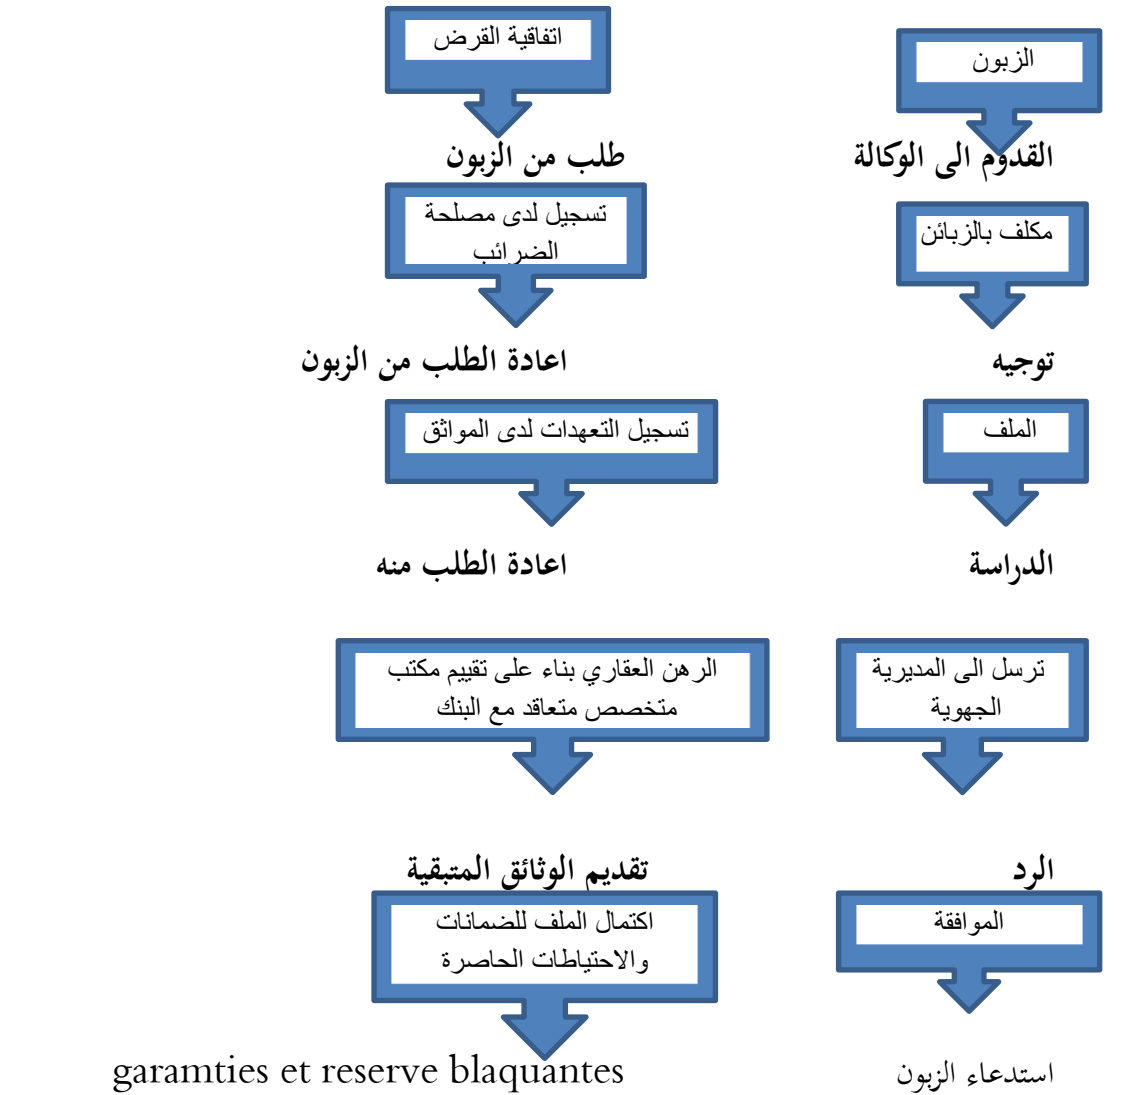 الزبون
القدوم الى الوكالة
مكلف بالزبائن
توجيه
الملف
الدراسة
ترسل الى المديرية
الجهوية
الرد
الموافقة
استدعاء الزبون
اتفاقية القرض
طلب من الزبون
تسجيل لدى مصلحة
الضرائب
اعادة الطلب من الزبون
تسجيل التعهدات لدى المواثق
اعادة الطلب منه
الرهن العقاري بناء على تقييم مكتب
متخصص متعاقد مع البنك
تقديم الوثائق المتبقية
اكتمال الملف للضمانات
والاحتياطات الحاصرة
garamties et reserve blaquantes